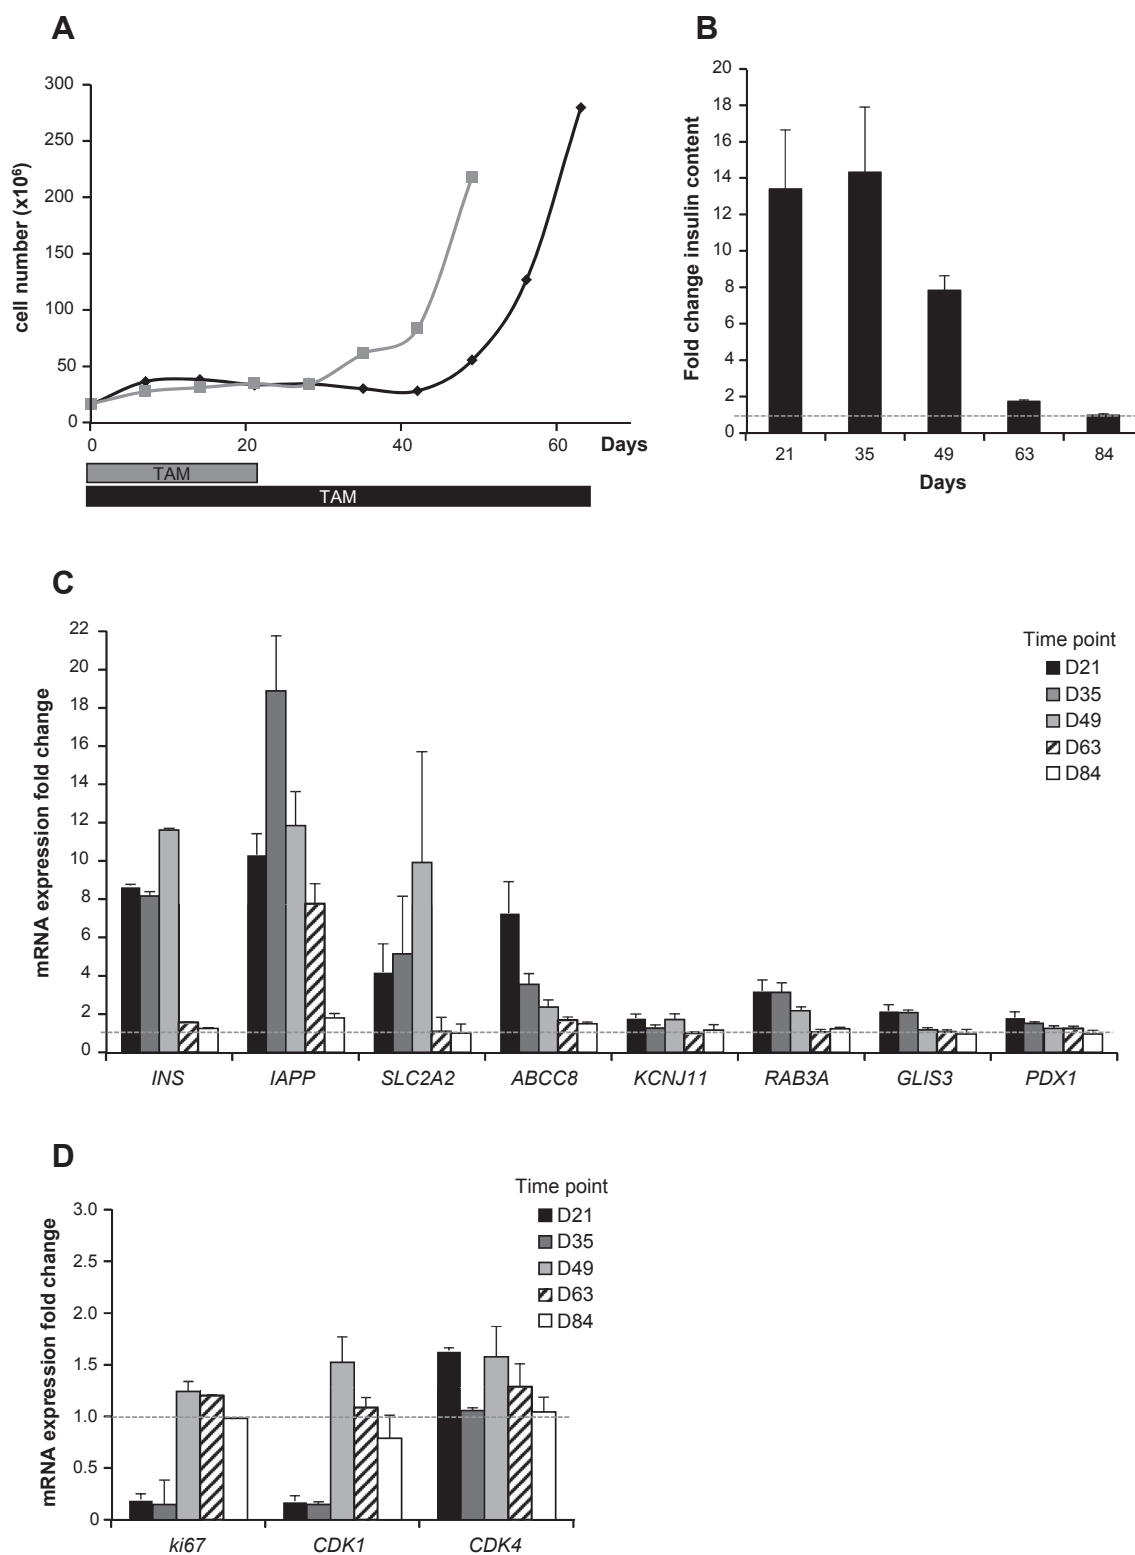 A
cell number (x10⁶)
300
250
200
150
100
50
0
0 20 40 60 Days
TAM
TAM
B
Fold change insulin content
20
18
16
14
12
10
8
6
4
2
0
21 35 49 63 84
Days
C
mRNA expression fold change
22
20
18
16
14
12
10
8
6
4
2
0
INS IAPP SLC2A2 ABCC8 KCNJ11 RAB3A GLIS3 PDX1
Time point
D21
D35
D49
D63
D84
D
mRNA expression fold change
3.0
2.5
2.0
1.5
1.0
0.5
0
ki67 CDK1 CDK4
Time point
D21
D35
D49
D63
D84